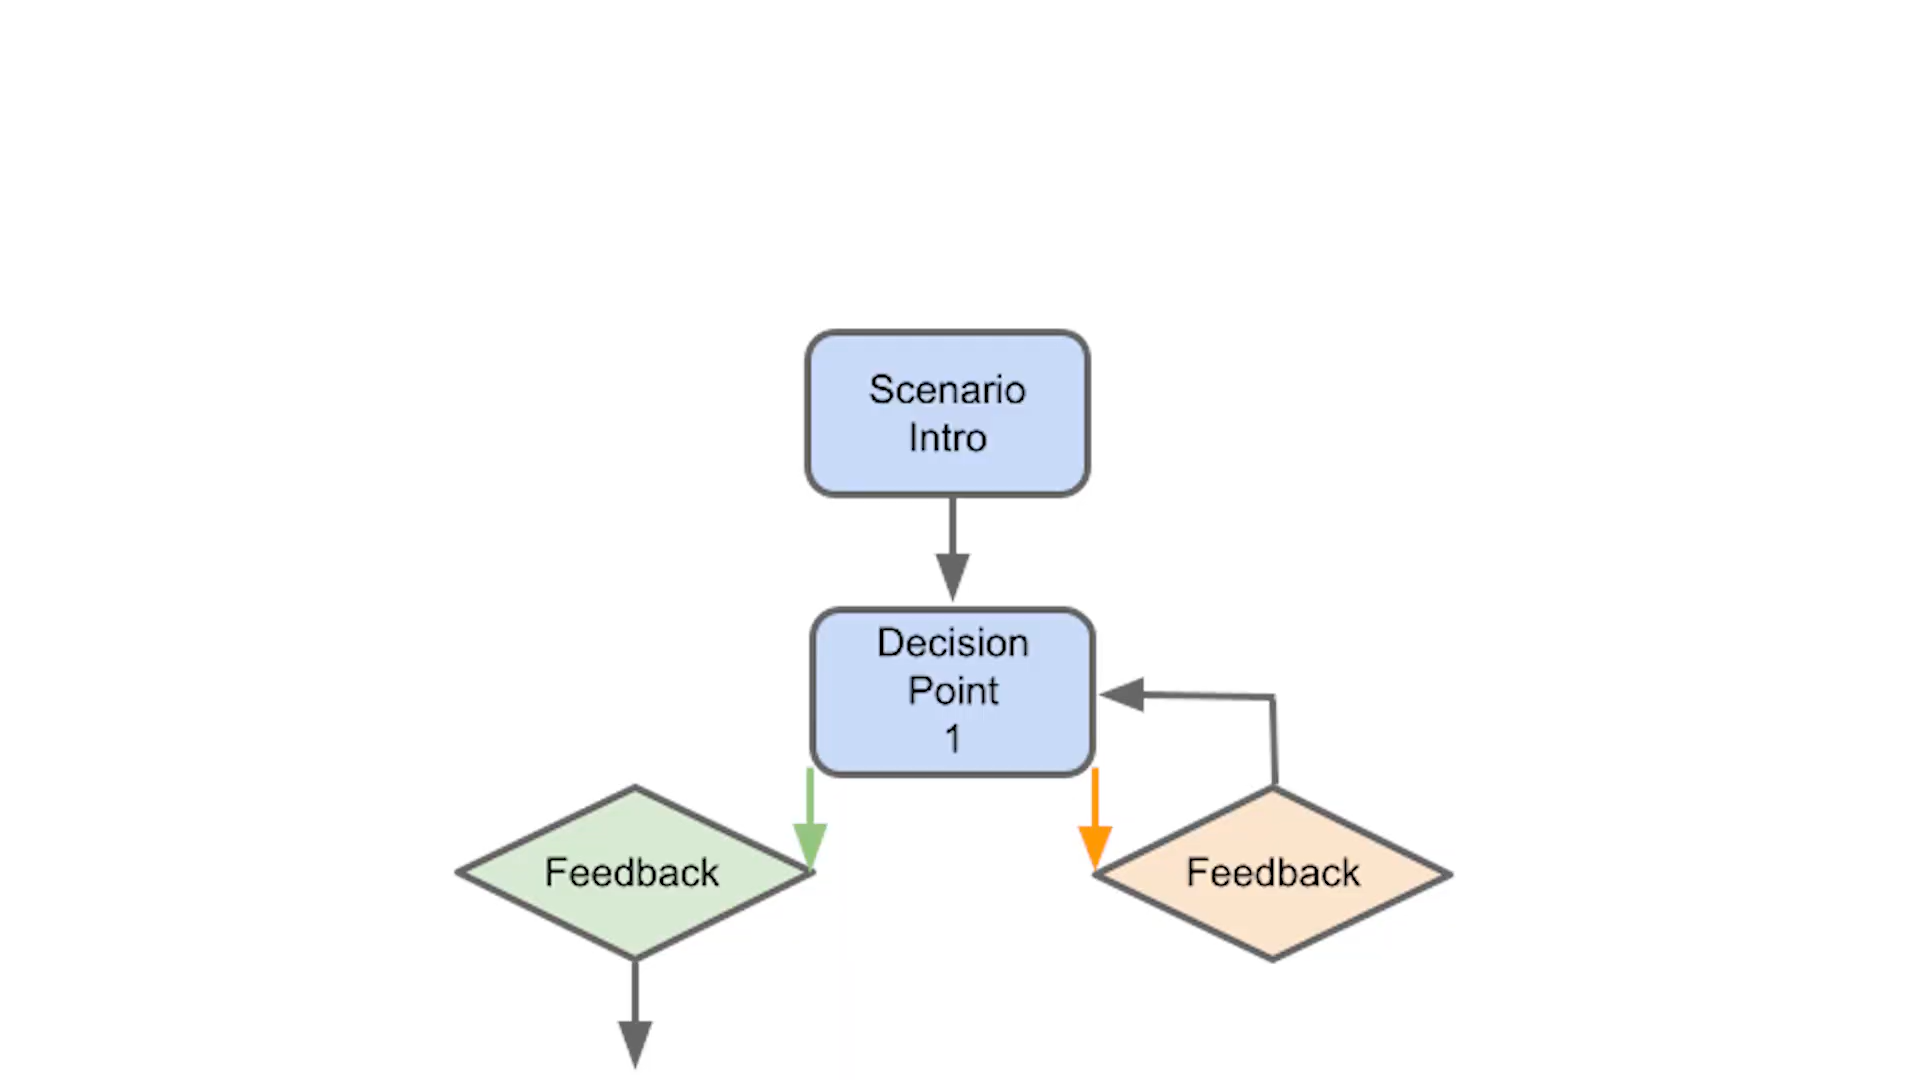 Scenario
Intro
Decision
Point
1
Feedback
Feedback